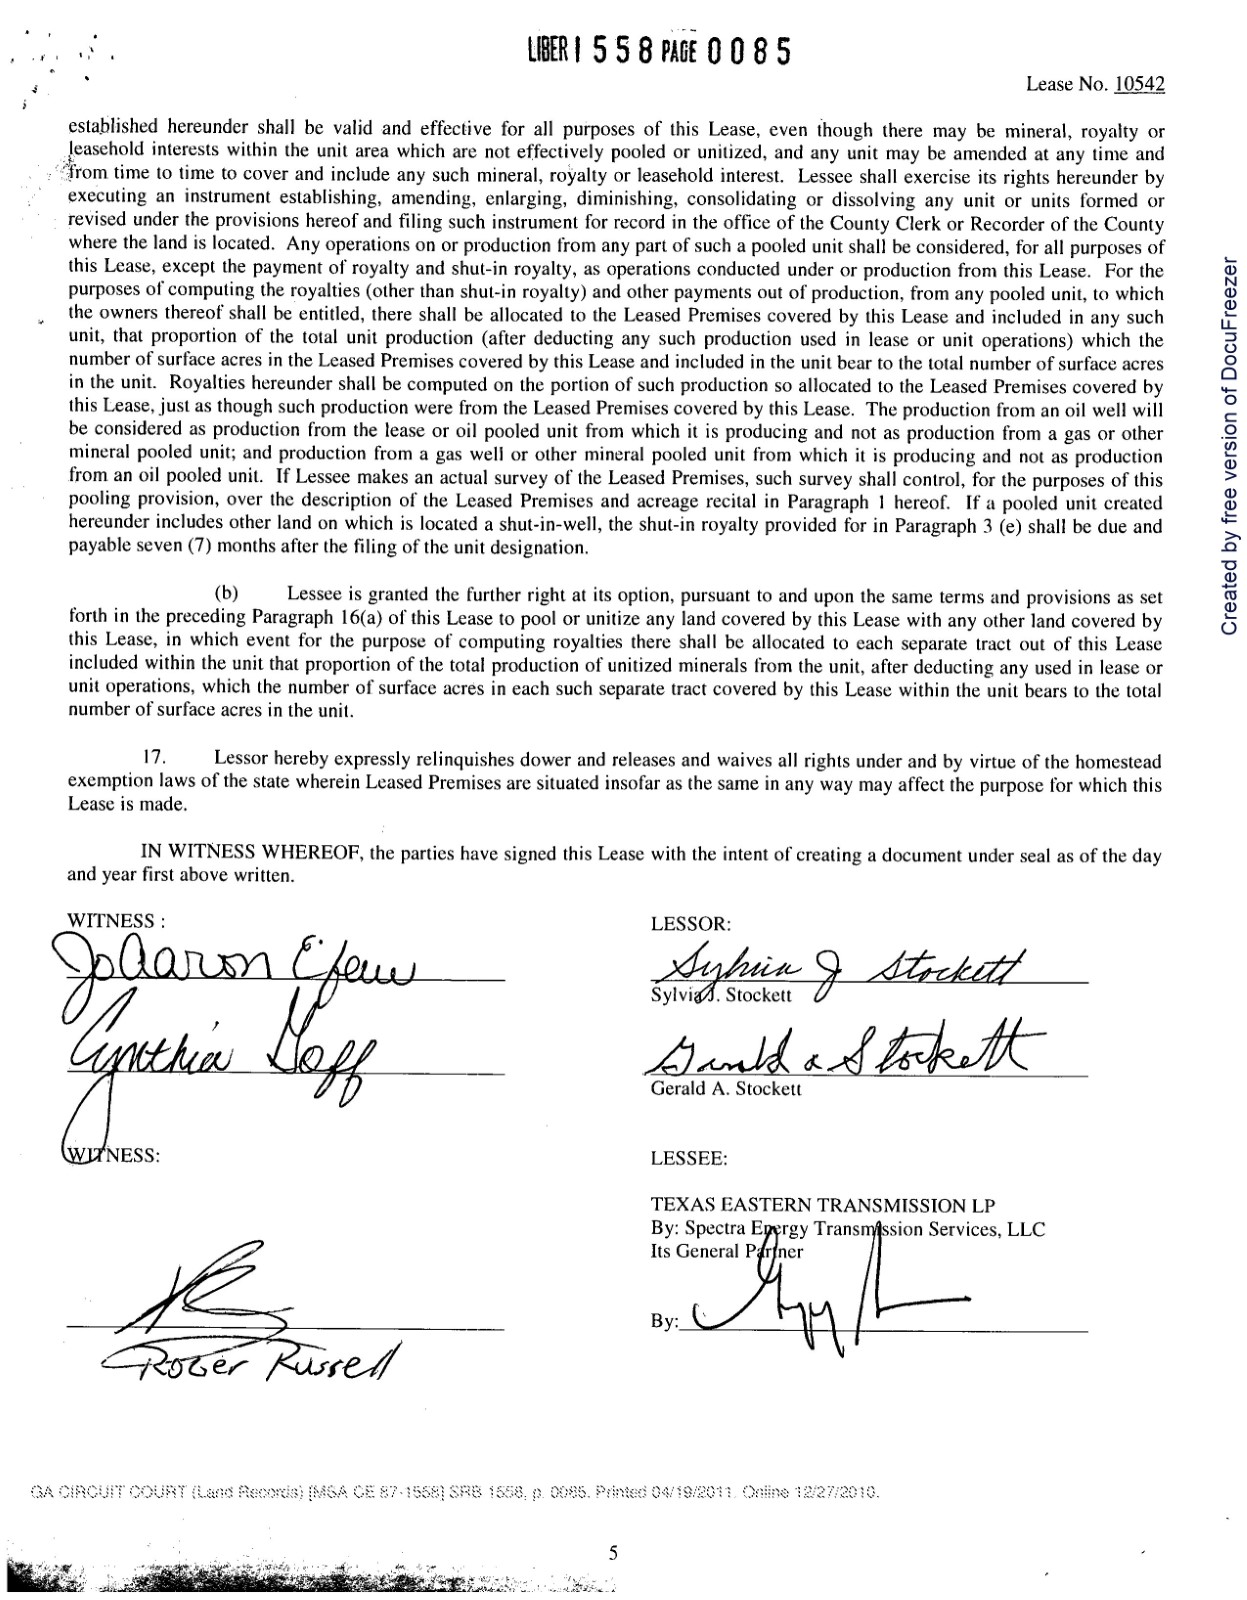 LIBER 1558 PAGE 0085
Lease No. 10542
established hereunder shall be valid and effective for all purposes of this Lease, even though there may be mineral, royalty or
leasehold interests within the unit area which are not effectively pooled or unitized, and any unit may be amended at any time and
from time to time to cover and include any such mineral, royalty or leasehold interest. Lessee shall exercise its rights hereunder by
executing an instrument establishing, amending, enlarging, diminishing, consolidating or dissolving any unit or units formed or
revised under the provisions hereof and filing such instrument for record in the office of the County Clerk or Recorder of the County
where the land is located. Any operations on or production from any part of such a pooled unit shall be considered, for all purposes of
this Lease, except the payment of royalty and shut-in royalty, as operations conducted under or production from this Lease. For the
purposes of computing the royalties (other than shut-in royalty) and other payments out of production, from any pooled unit, to which
the owners thereof shall be entitled, there shall be allocated to the Leased Premises covered by this Lease and included in any such
unit, that proportion of the total unit production (after deducting any such production used in lease or unit operations) which the
number of surface acres in the Leased Premises covered by this Lease and included in the unit bear to the total number of surface acres
in the unit. Royalties hereunder shall be computed on the portion of such production so allocated to the Leased Premises covered by
this Lease, just as though such production were from the Leased Premises covered by this Lease. The production from an oil well will
be considered as production from the lease or oil pooled unit from which it is producing and not as production from a gas or other
mineral pooled unit; and production from a gas well or other mineral pooled unit from which it is producing and not as production
from an oil pooled unit. If Lessee makes an actual survey of the Leased Premises, such survey shall control, for the purposes of this
pooling provision, over the description of the Leased Premises and acreage recital in Paragraph 1 hereof. If a pooled unit created
hereunder includes other land on which is located a shut-in-well, the shut-in royalty provided for in Paragraph 3 (e) shall be due and
payable seven (7) months after the filing of the unit designation.
(b) Lessee is granted the further right at its option, pursuant to and upon the same terms and provisions as set
forth in the preceding Paragraph 16(a) of this Lease to pool or unitize any land covered by this Lease with any other land covered by
this Lease, in which event for the purpose of computing royalties there shall be allocated to each separate tract out of this Lease
included within the unit that proportion of the total production of unitized minerals from the unit, after deducting any used in lease or
unit operations, which the number of surface acres in each such separate tract covered by this Lease within the unit bears to the total
number of surface acres in the unit.
17. Lessor hereby expressly relinquishes dower and releases and waives all rights under and by virtue of the homestead
exemption laws of the state wherein Leased Premises are situated insofar as the same in any way may affect the purpose for which this
Lease is made.
IN WITNESS WHEREOF, the parties have signed this Lease with the intent of creating a document under seal as of the day
and year first above written.
WITNESS :
LESSOR:
Sylvia J Stockett
Sylvia J. Stockett
Cynthia Goff
Gerald A Stockett
Gerald A. Stockett
WITNESS:
LESSEE:
TEXAS EASTERN TRANSMISSION LP
By: Spectra Energy Transmission Services, LLC
Its General Partner
By:
Roger Russell
GA CIRCUIT COURT (Land Records) [MSA CE 87-1558] SRB 1558, p. 0085. Printed 04/19/2011. Online 12/27/2010.
5
Created by free version of DocuFreezer